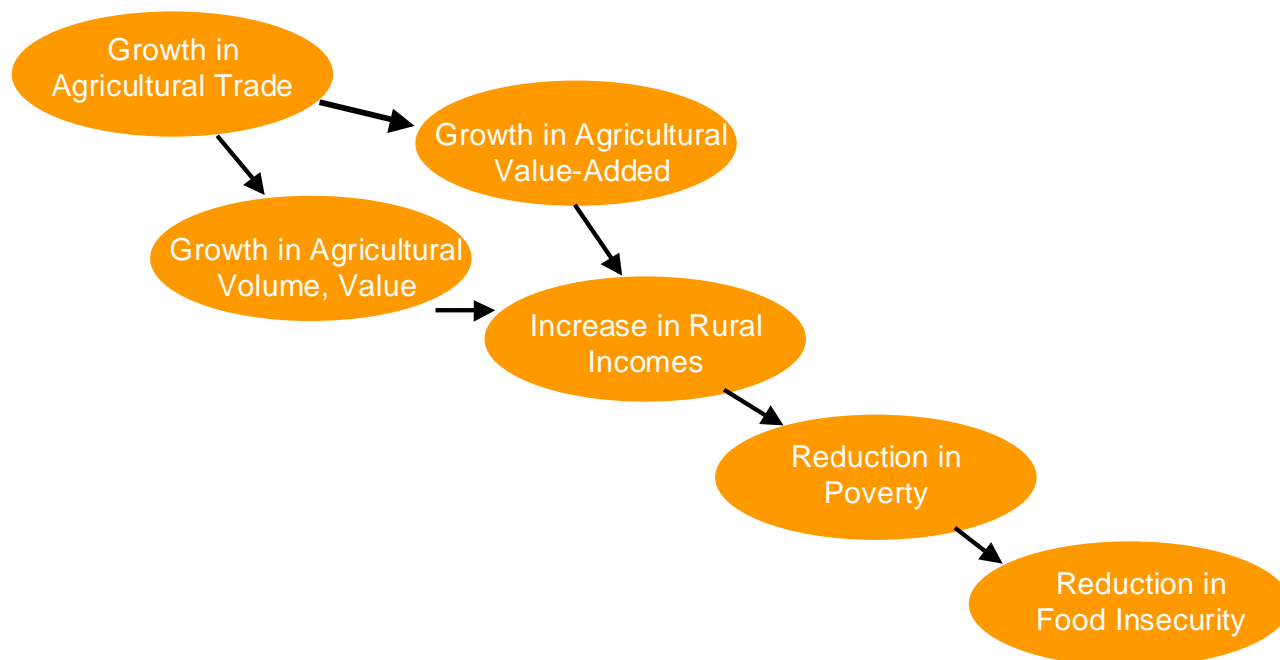 Growth in
Agricultural Trade
Growth in Agricultural
Value-Added
Growth in Agricultural
Volume, Value
Increase in Rural
Incomes
Reduction in
Poverty
Reduction in
Food Insecurity